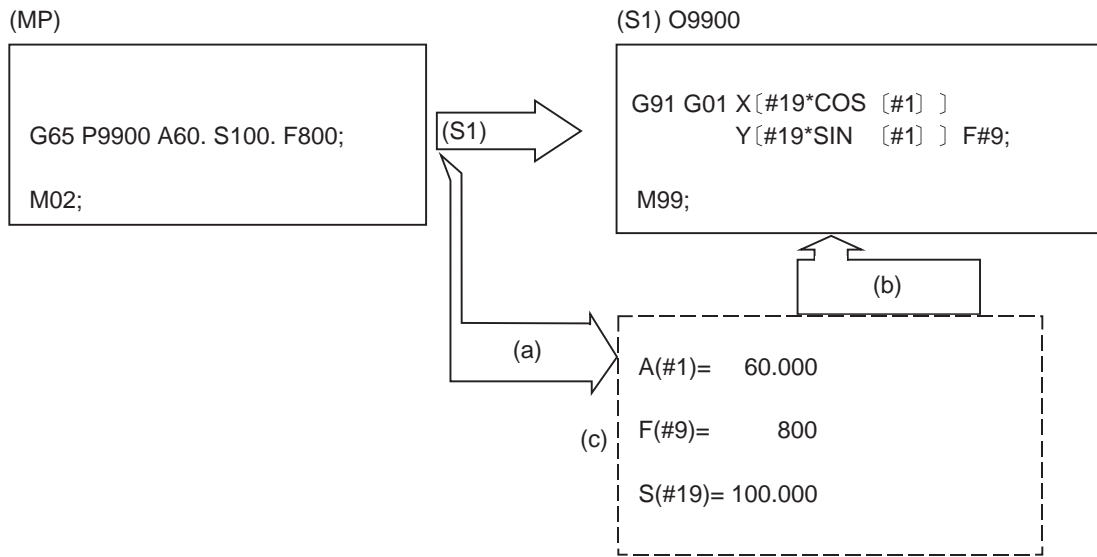 (MP)
G65 P9900 A60. S100. F800;
M02;
(S1)
(S1) O9900
G91 G01 X〔#19*COS 〔#1〕〕
Y〔#19*SIN 〔#1〕〕 F#9;
M99;
(a)
(b)
(c)
A(#1)= 60.000
F(#9)= 800
S(#19)= 100.000